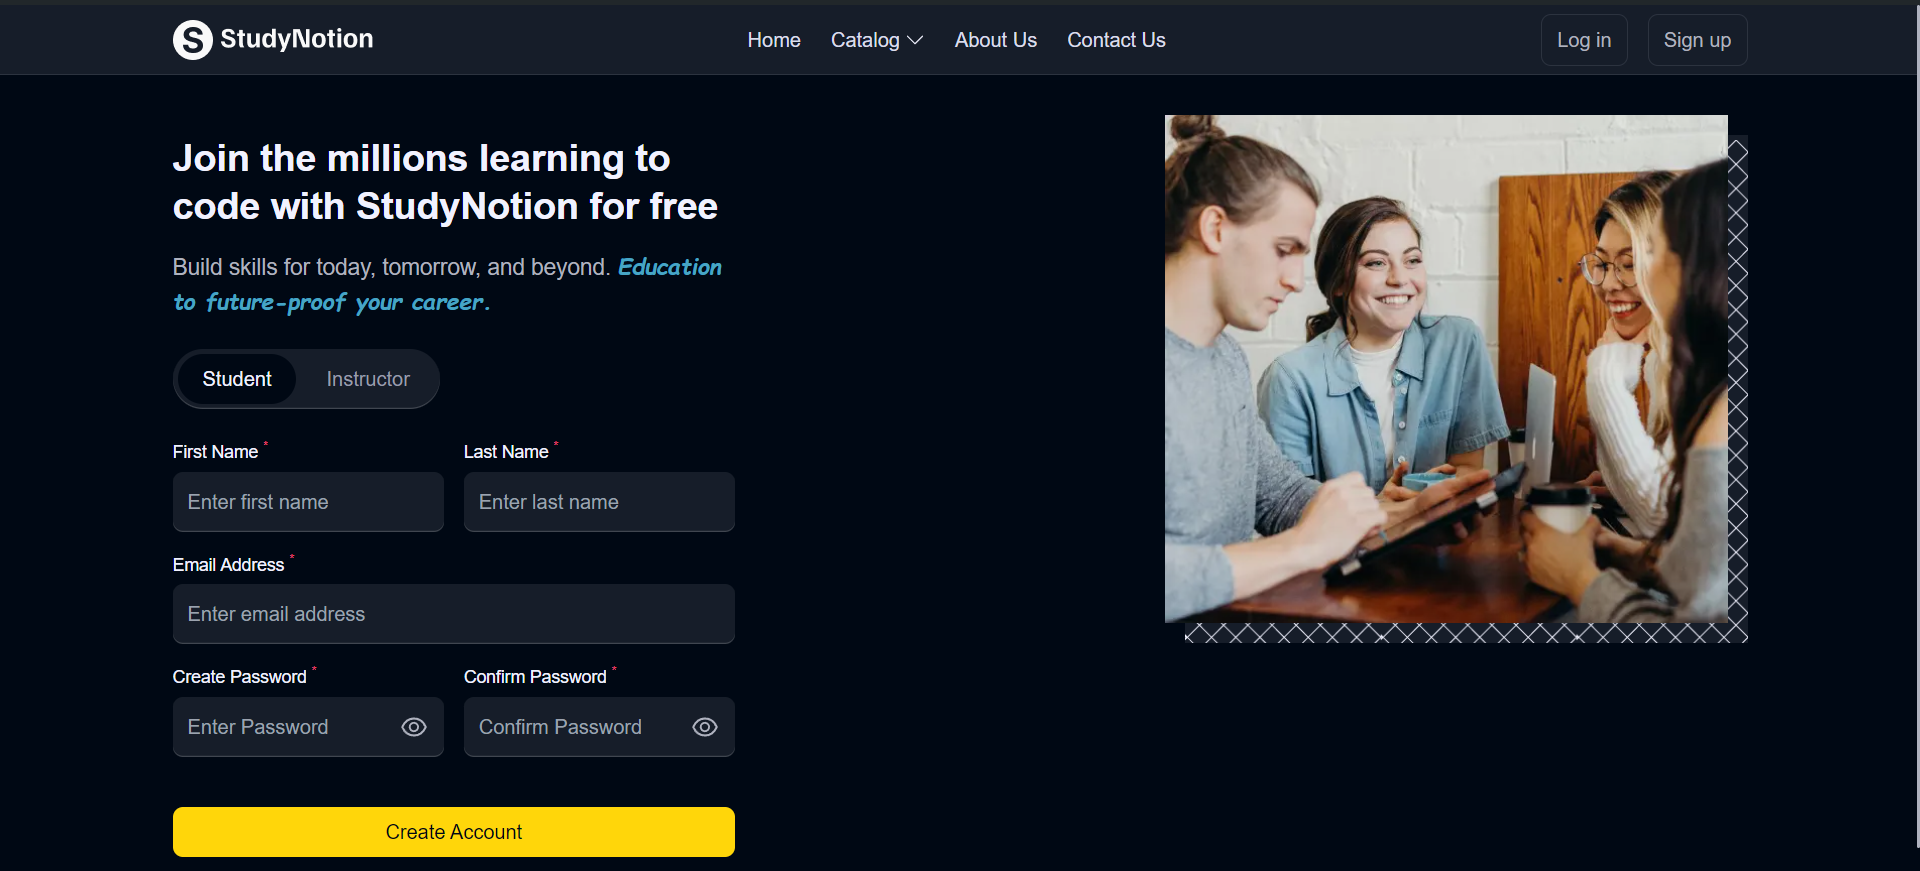 S StudyNotion
Home Catalog About Us Contact Us
Log in Sign up
Join the millions learning to
code with StudyNotion for free
Build skills for today, tomorrow, and beyond. Education
to future-proof your career.
Student Instructor
First Name * Last Name *
Enter first name Enter last name
Email Address *
Enter email address
Create Password * Confirm Password *
Enter Password Confirm Password
Create Account